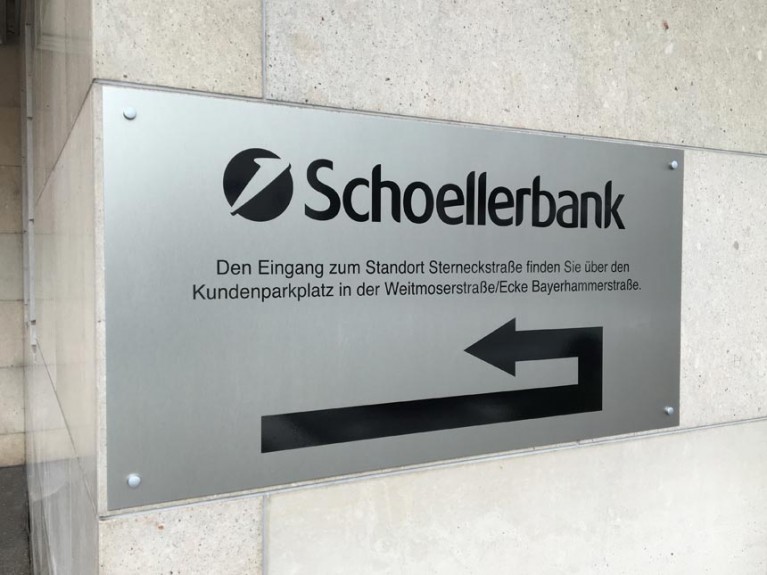 Schoellerbank
Den Eingang zum Standort Sterneckstraße finden Sie über den
Kundenparkplatz in der Weitmoserstraße/Ecke Bayerhammerstraße.